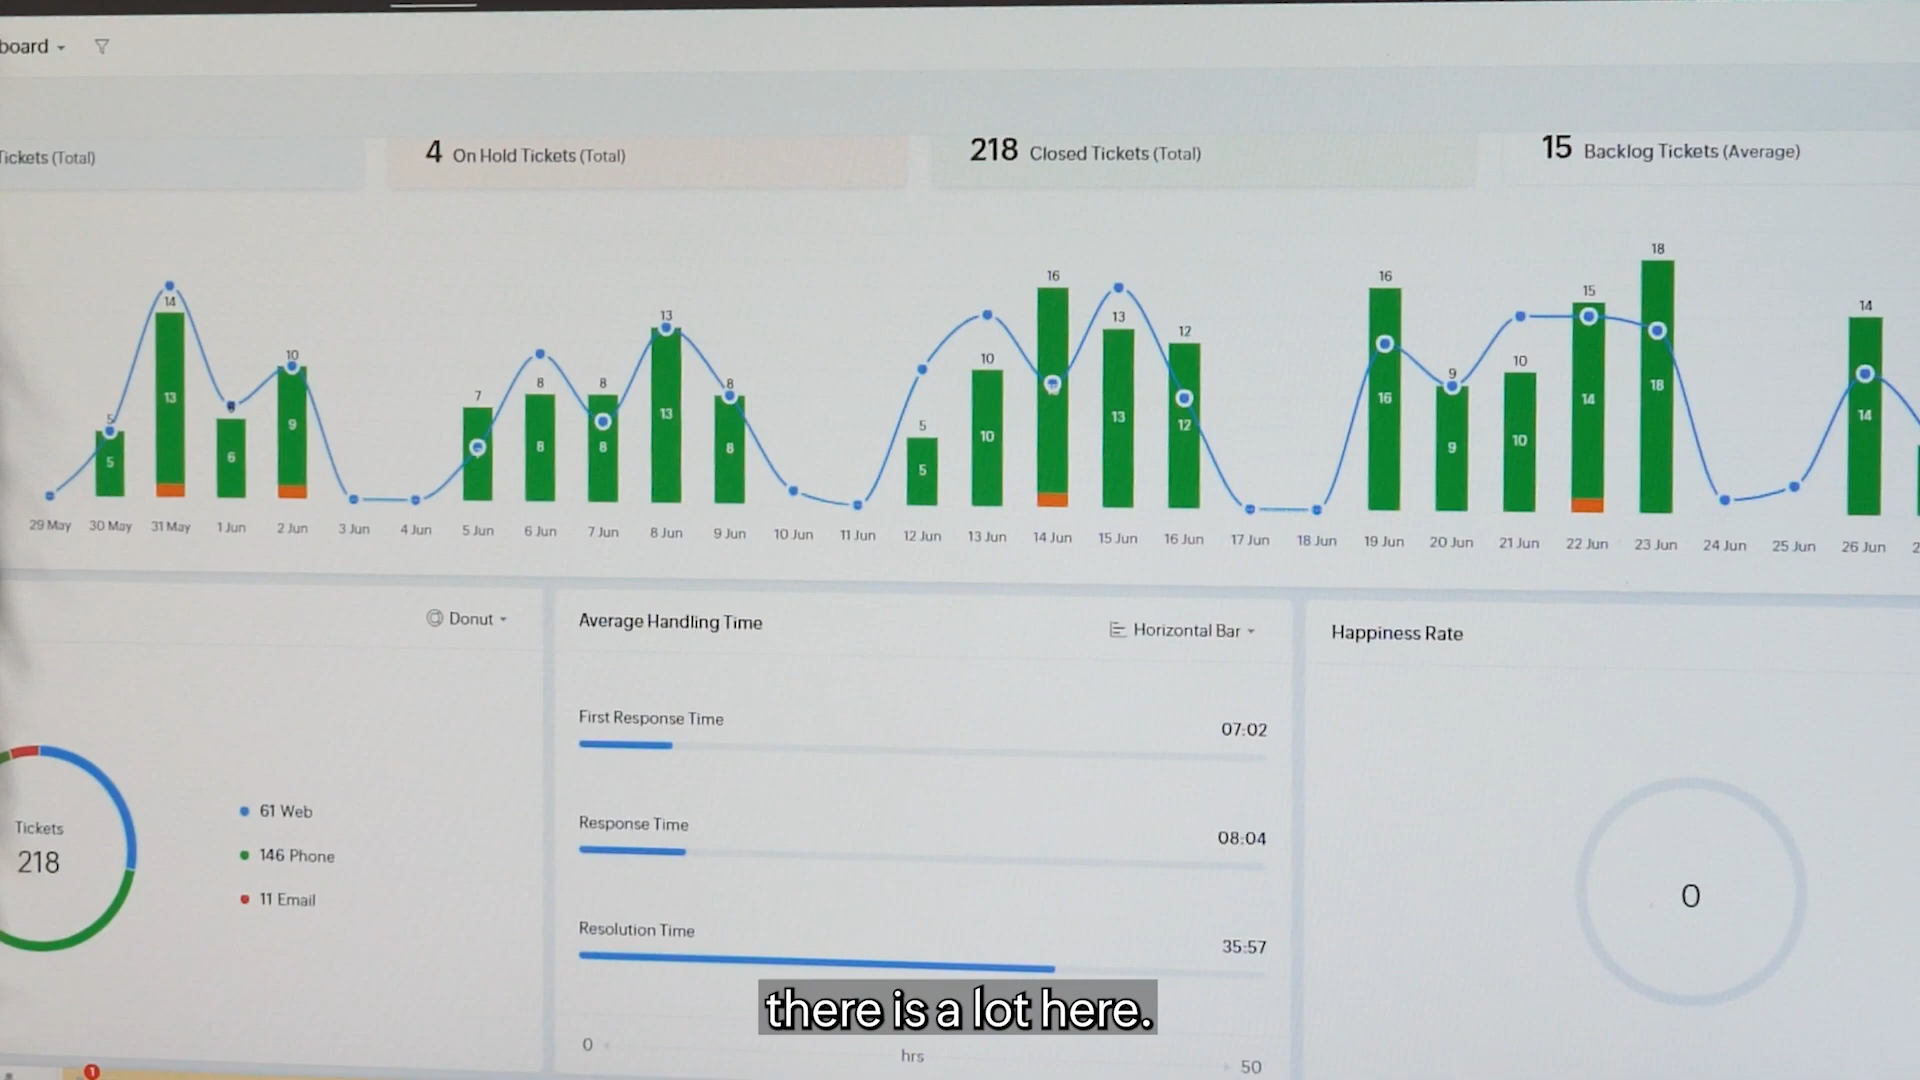 board
Tickets (Total)
4 On Hold Tickets (Total)
218 Closed Tickets (Total)
15 Backlog Tickets (Average)
5 14 10 7 8 8 13 8 5 10 16 13 12 16 9 10 15 18 14
5 13 6 9 8 8 13 8 5 10 13 12 16 9 10 14 18 14
29 May 30 May 31 May 1 Jun 2 Jun 3 Jun 4 Jun 5 Jun 6 Jun 7 Jun 8 Jun 9 Jun 10 Jun 11 Jun 12 Jun 13 Jun 14 Jun 15 Jun 16 Jun 17 Jun 18 Jun 19 Jun 20 Jun 21 Jun 22 Jun 23 Jun 24 Jun 25 Jun 26 Jun 2
Donut
Tickets
218
61 Web
146 Phone
11 Email
Average Handling Time
Horizontal Bar
First Response Time 07:02
Response Time 08:04
Resolution Time 35:57
0 hrs 50
Happiness Rate
0
there is a lot here.
1